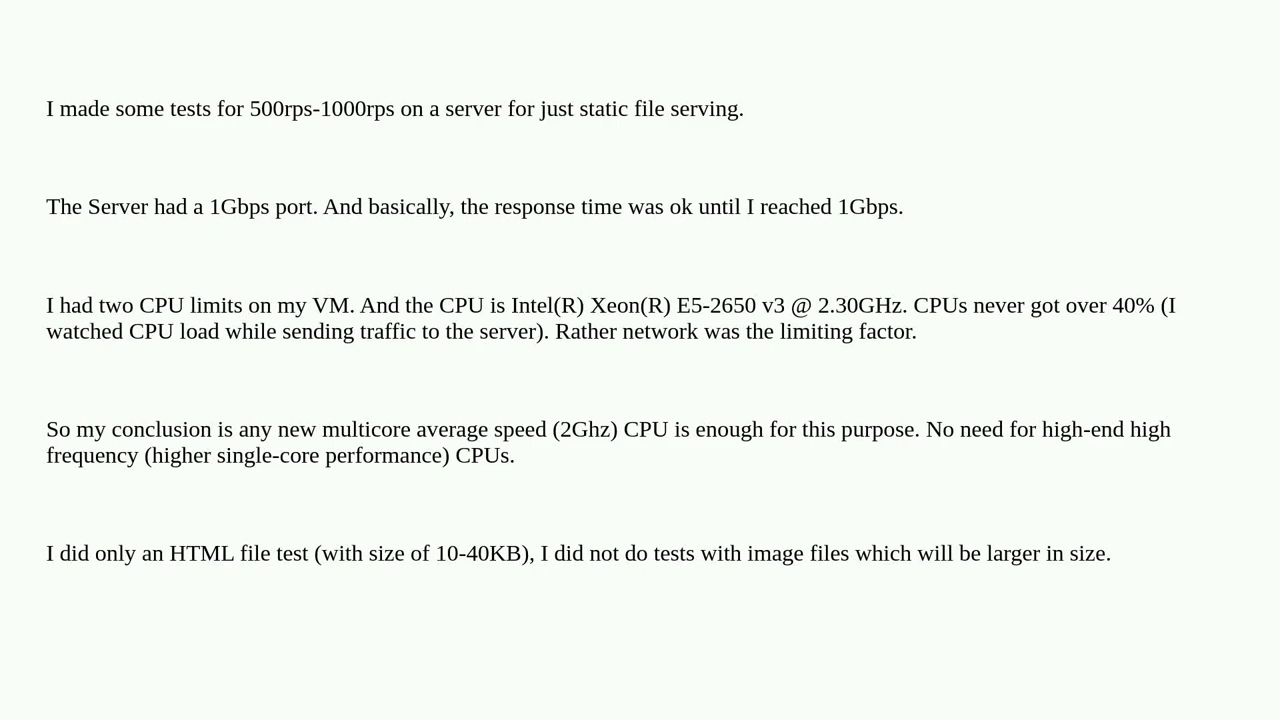 I made some tests for 500rps-1000rps on a server for just static file serving.
The Server had a 1Gbps port. And basically, the response time was ok until I reached 1Gbps.
I had two CPU limits on my VM. And the CPU is Intel(R) Xeon(R) E5-2650 v3 @ 2.30GHz. CPUs never got over 40% (I
watched CPU load while sending traffic to the server). Rather network was the limiting factor.
So my conclusion is any new multicore average speed (2Ghz) CPU is enough for this purpose. No need for high-end high
frequency (higher single-core performance) CPUs.
I did only an HTML file test (with size of 10-40KB), I did not do tests with image files which will be larger in size.